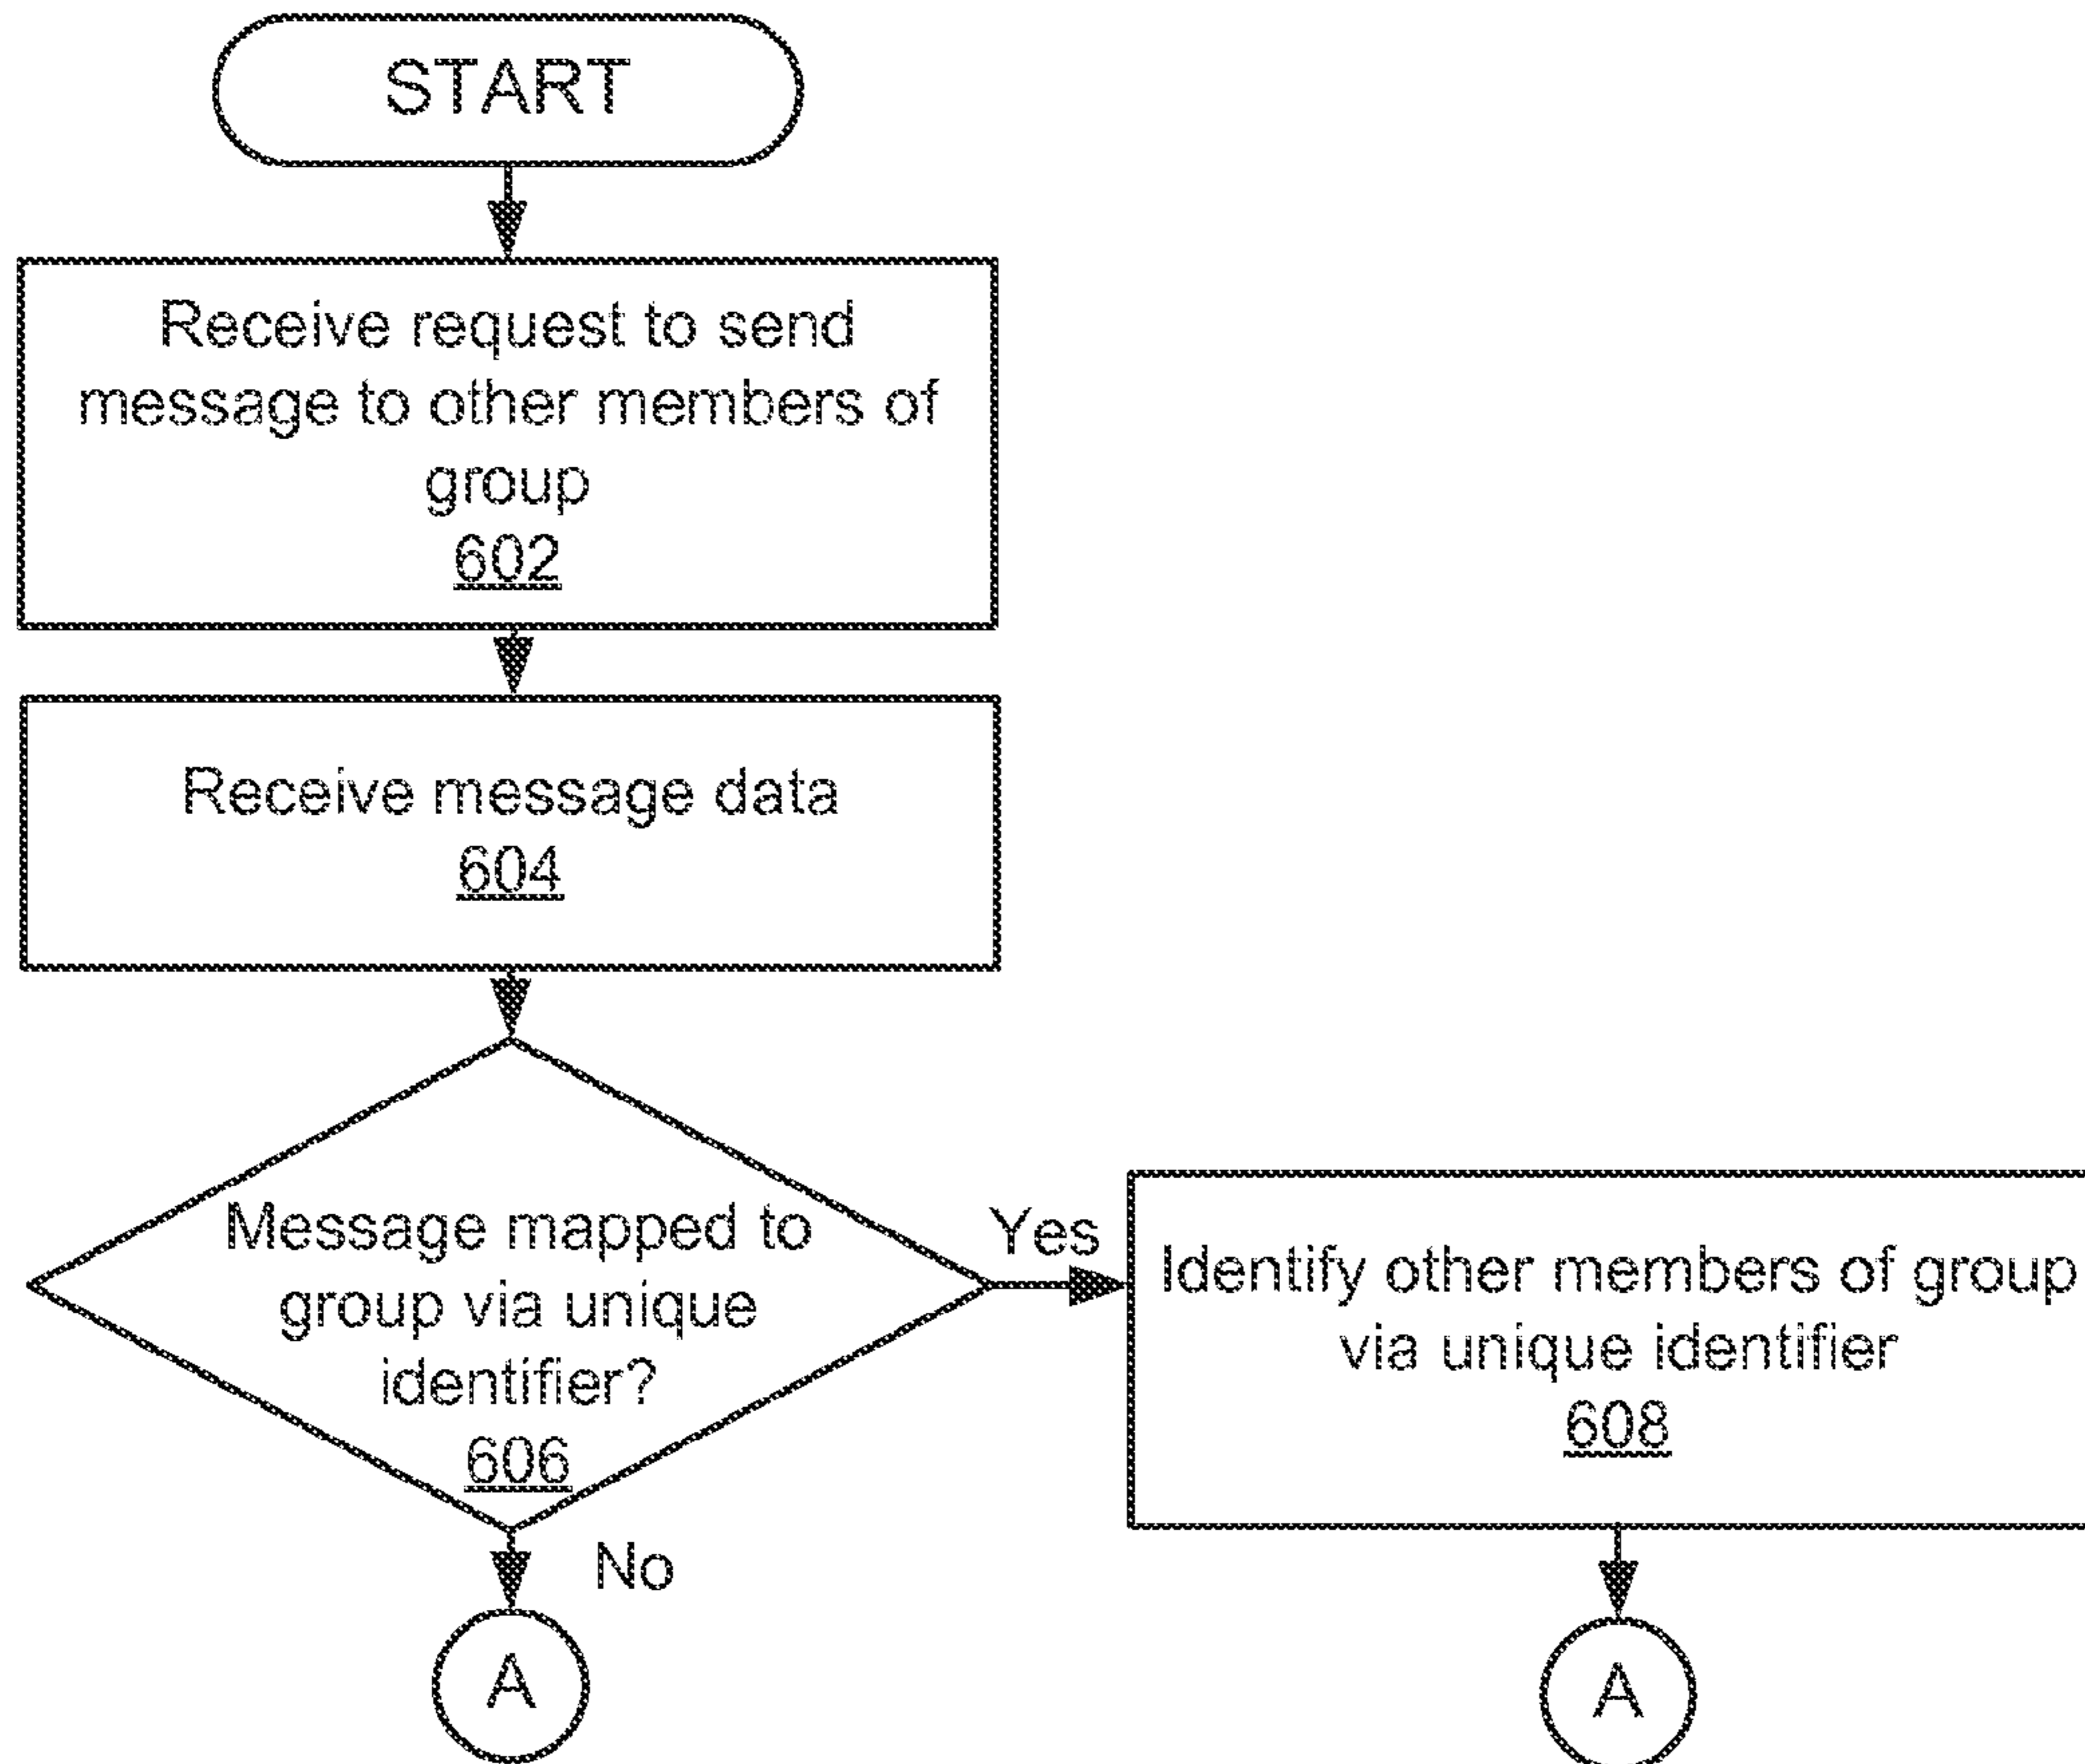 START
Receive request to send
message to other members of
group
602
Receive message data
604
Message mapped to
group via unique
identifier?
606
Yes
Identify other members of group
via unique identifier
608
No
A
A